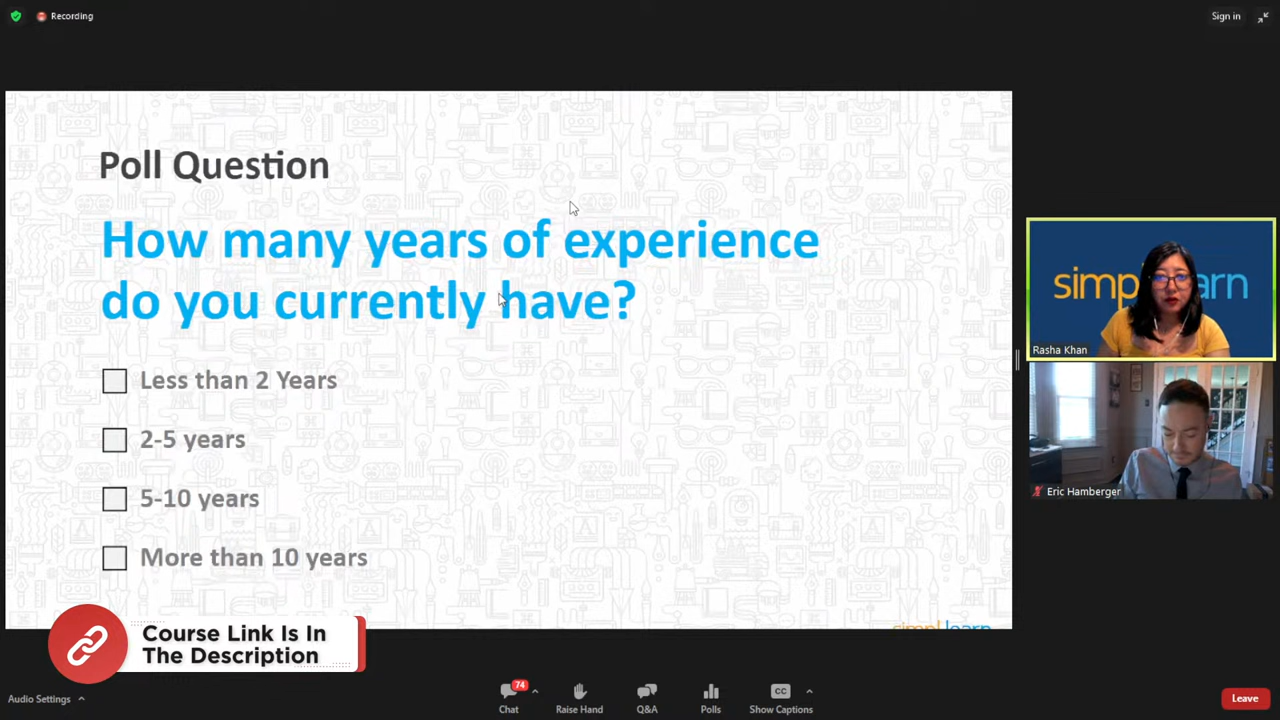 Recording
Sign in
Poll Question
How many years of experience
do you currently have?
Less than 2 Years
2-5 years
5-10 years
More than 10 years
simplilearn
simplilearn
Rasha Khan
Eric Hamberger
Course Link Is In
The Description
Audio Settings
74
Chat
Raise Hand
Q&A
Polls
CC
Show Captions
Leave